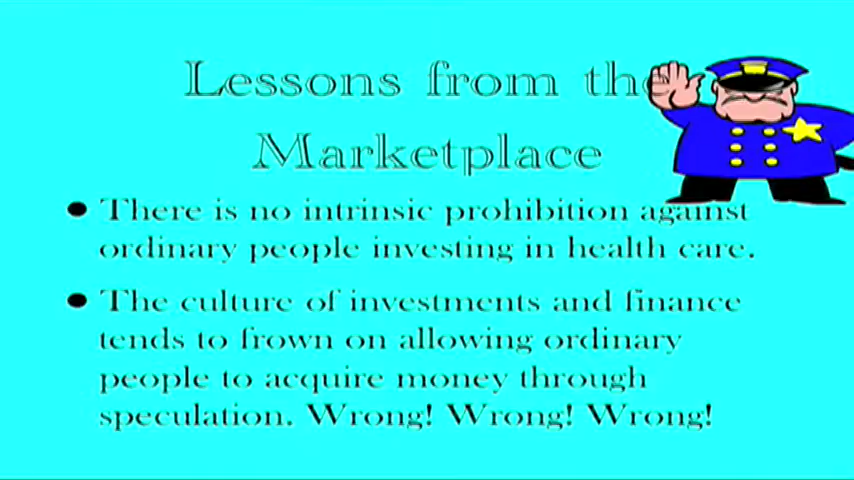 Lessons from the
Marketplace
There is no intrinsic prohibition against
ordinary people investing in health care.
The culture of investments and finance
tends to frown on allowing ordinary
people to acquire money through
speculation. Wrong! Wrong! Wrong!